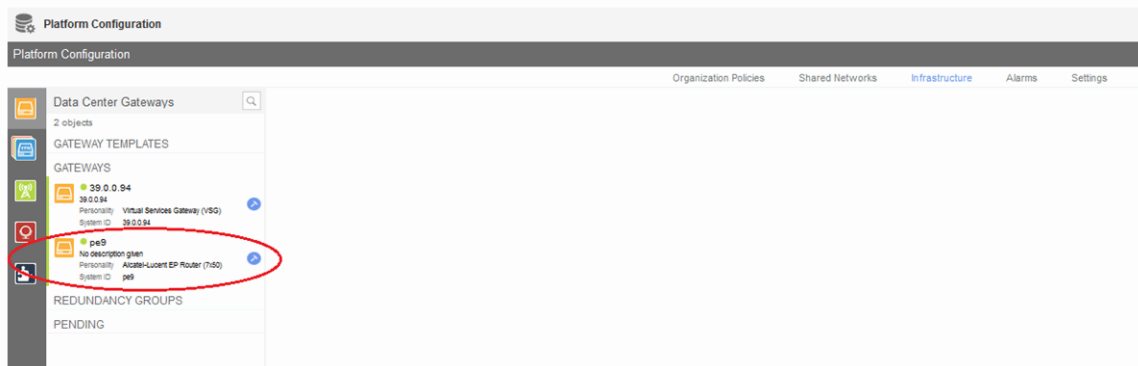 Platform Configuration
Platform Configuration
Organization Policies Shared Networks Infrastructure Alarms Settings
Data Center Gateways
2 objects
GATEWAY TEMPLATES
GATEWAYS
39.0.0.94
39.0.0.94
Personality Virtual Services Gateway (VSG)
System ID 39.0.0.94
pe9
No description given
Personality Alcatel-Lucent EP Router (7x50)
System ID pe9
REDUNDANCY GROUPS
PENDING